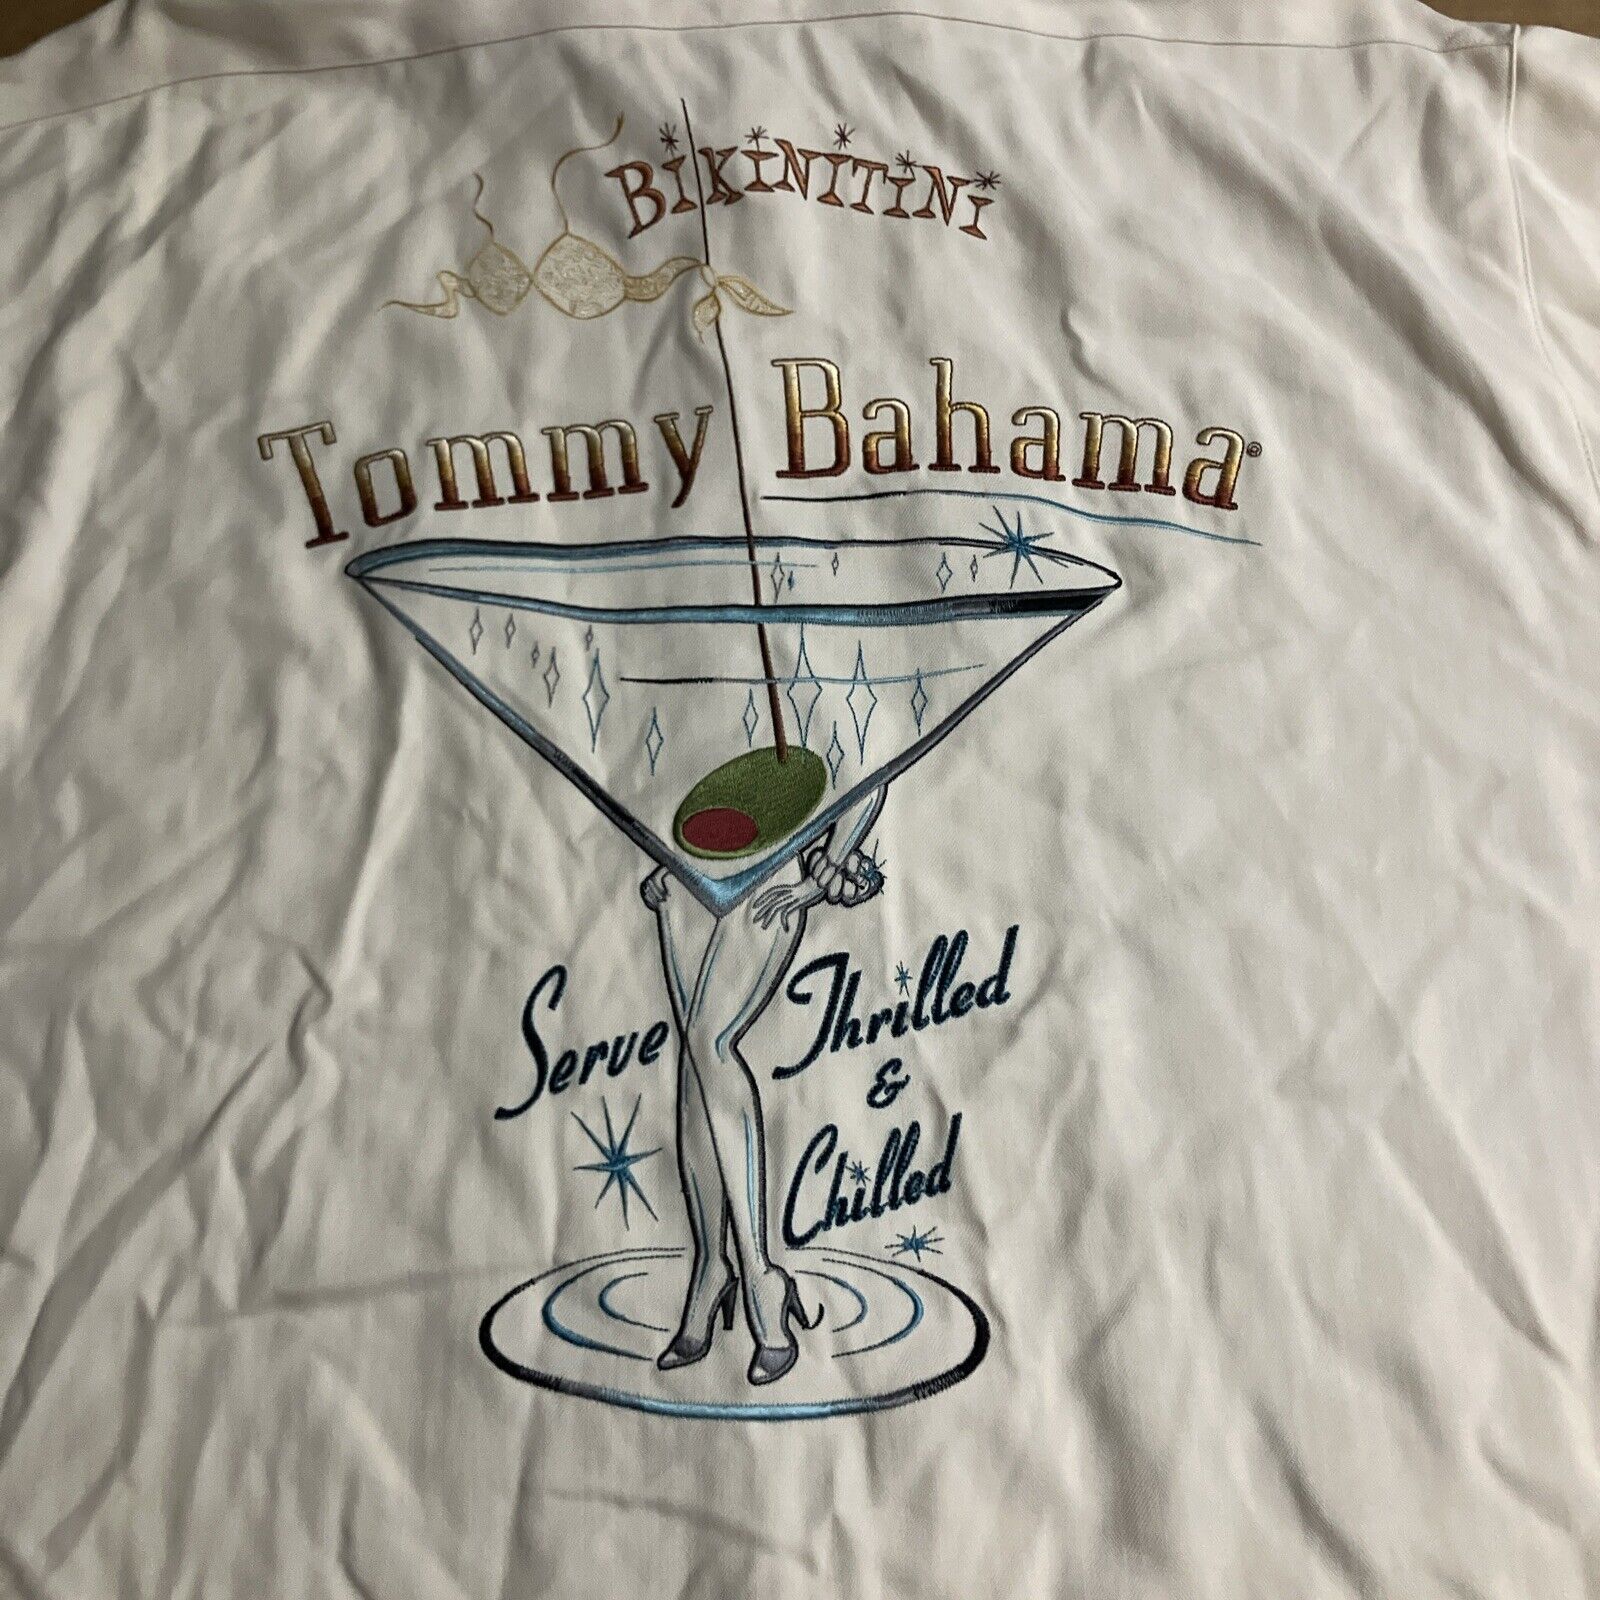 BiKiNiTiNi
Tommy Bahama®
Serve Thrilled
&
Chilled